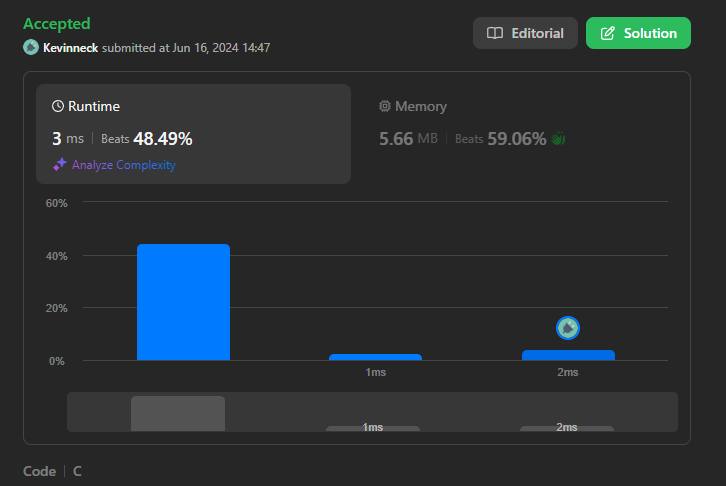 Accepted
Editorial
Solution
Kevinneck submitted at Jun 16, 2024 14:47
Runtime
Memory
3 ms | Beats 48.49%
5.66 MB | Beats 59.06%
Analyze Complexity
60%
40%
20%
0%
1ms
2ms
1ms
2ms
Code | C